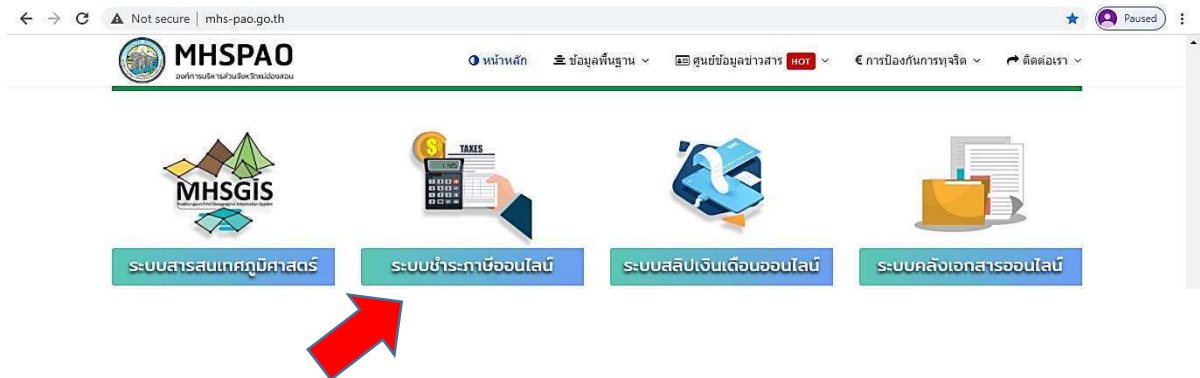 Not secure | mhs-pao.go.th
Paused
MHSPAO
องค์การบริหารส่วนจังหวัดแม่ฮ่องสอน
หน้าหลัก
ข้อมูลพื้นฐาน
ศูนย์ข้อมูลข่าวสาร HOT
การป้องกันการทุจริต
ติดต่อเรา
MHSGIS
TAXES
ระบบสารสนเทศภูมิศาสตร์
ระบบชำระภาษีออนไลน์
ระบบสลิปเงินเดือนออนไลน์
ระบบคลังเอกสารออนไลน์